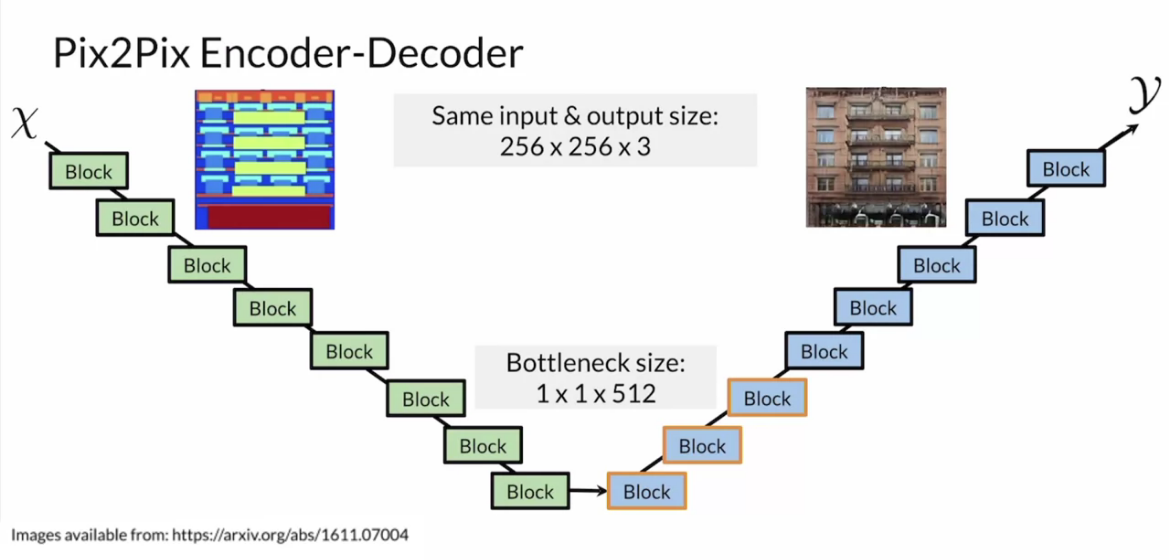 Pix2Pix Encoder-Decoder
x
y
Same input & output size:
256 x 256 x 3
Block
Block
Block
Block
Block
Block
Block
Block
Bottleneck size:
1 x 1 x 512
Block
Block
Block
Block
Block
Block
Block
Block
Images available from: https://arxiv.org/abs/1611.07004